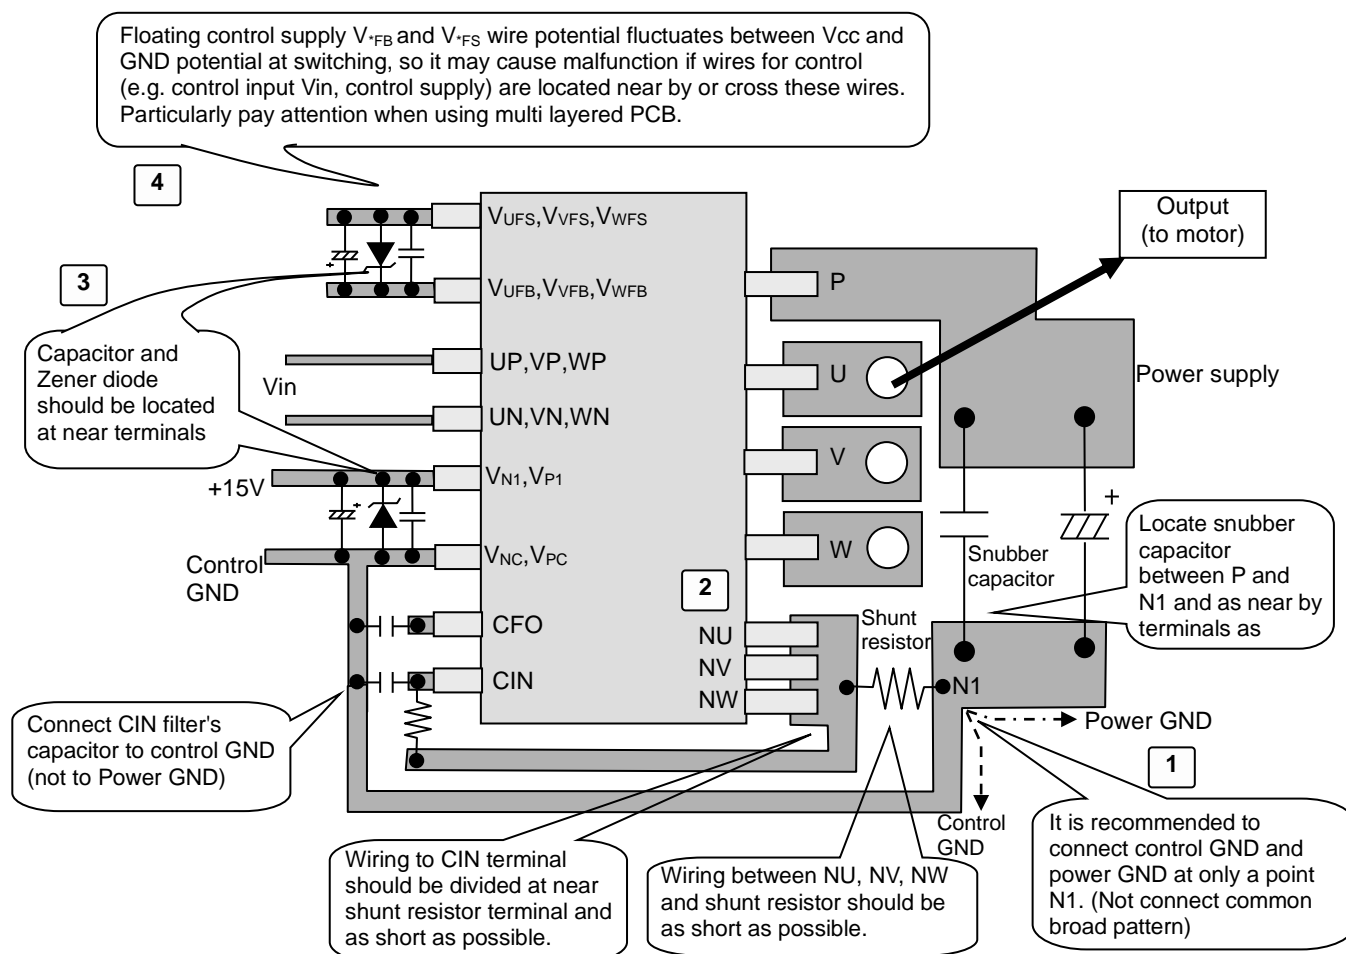 Floating control supply V*FB and V*FS wire potential fluctuates between Vcc and
GND potential at switching, so it may cause malfunction if wires for control
(e.g. control input Vin, control supply) are located near by or cross these wires.
Particularly pay attention when using multi layered PCB.
4
VUFS,VVFS,VWFS
Output
(to motor)
3
VUFB,VVFB,VWFB
P
Capacitor and
Zener diode
should be located
at near terminals
Vin
UP,VP,WP
U
Power supply
UN,VN,WN
V
+15V
VN1,VP1
+
+
+
Locate snubber
capacitor
between P and
N1 and as near by
terminals as
Control
GND
VNC,VPC
W
Snubber
capacitor
2
CFO
NU
Shunt
resistor
NV
CIN
NW
N1
Connect CIN filter's
capacitor to control GND
(not to Power GND)
Power GND
1
Control
GND
Wiring to CIN terminal
should be divided at near
shunt resistor terminal and
as short as possible.
Wiring between NU, NV, NW
and shunt resistor should be
as short as possible.
It is recommended to
connect control GND and
power GND at only a point
N1. (Not connect common
broad pattern)